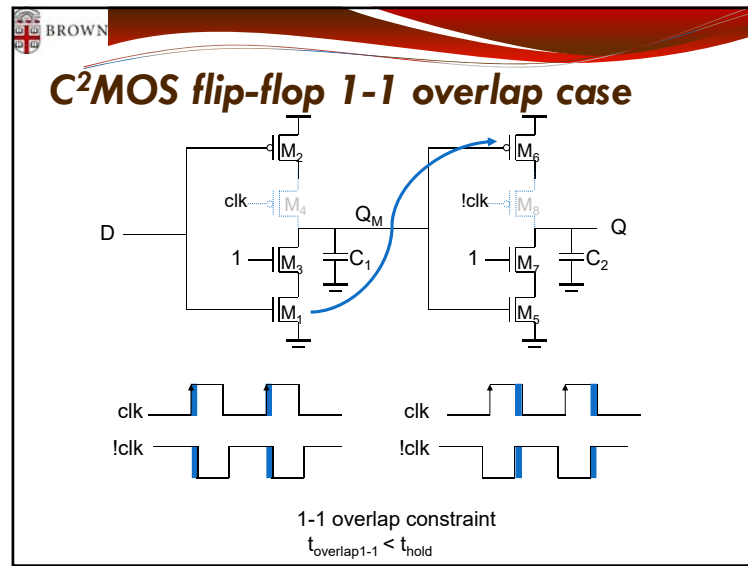 BROWN
C²MOS flip-flop 1-1 overlap case
M₂ M₆
clk M₄ !clk M₈
D Q_M Q
1 M₃ C₁ 1 M₇ C₂
M₁ M₅
clk clk
!clk !clk
1-1 overlap constraint
t_overlap1-1 < t_hold